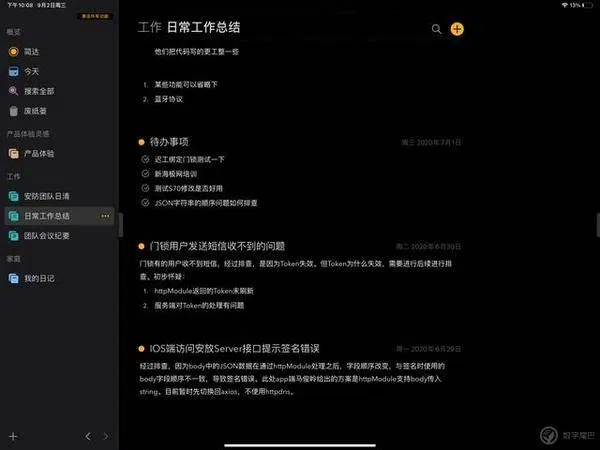 下午10:08 9月2日周三
13%
激活所有功能
概览
简达
今天
搜索全部
废纸篓
产品体验灵感
产品体验
工作
安防团队日清
日常工作总结
团队会议纪要
家庭
我的日记
工作 日常工作总结
他们把代码写的更工整一些
1. 某些功能可以省略下
2. 蓝牙协议
待办事项
周三 2020年7月1日
返工绑定门锁测试一下
新海极网培训
测试S70修改是否好用
JSON字符串的顺序问题如何排查
门锁用户发送短信收不到的问题
周二 2020年6月30日
门锁有的用户收不到短信，经过排查，是因为Token失效。但Token为什么失效，需要进行后续进行排
查。初步怀疑：
1. httpModule返回的Token未刷新
2. 服务端对Token的处理有问题
IOS端访问安放Server接口提示签名错误
周一 2020年6月29日
经过排查，因为body中的JSON数据在通过httpModule处理之后，字段顺序改变，与签名时使用的
body字段顺序不一致，导致签名错误。此处app端马俊岭给出的方案是httpModule支持body传入
string。目前暂时先切换回axios，不使用httpdns。
数字尾巴